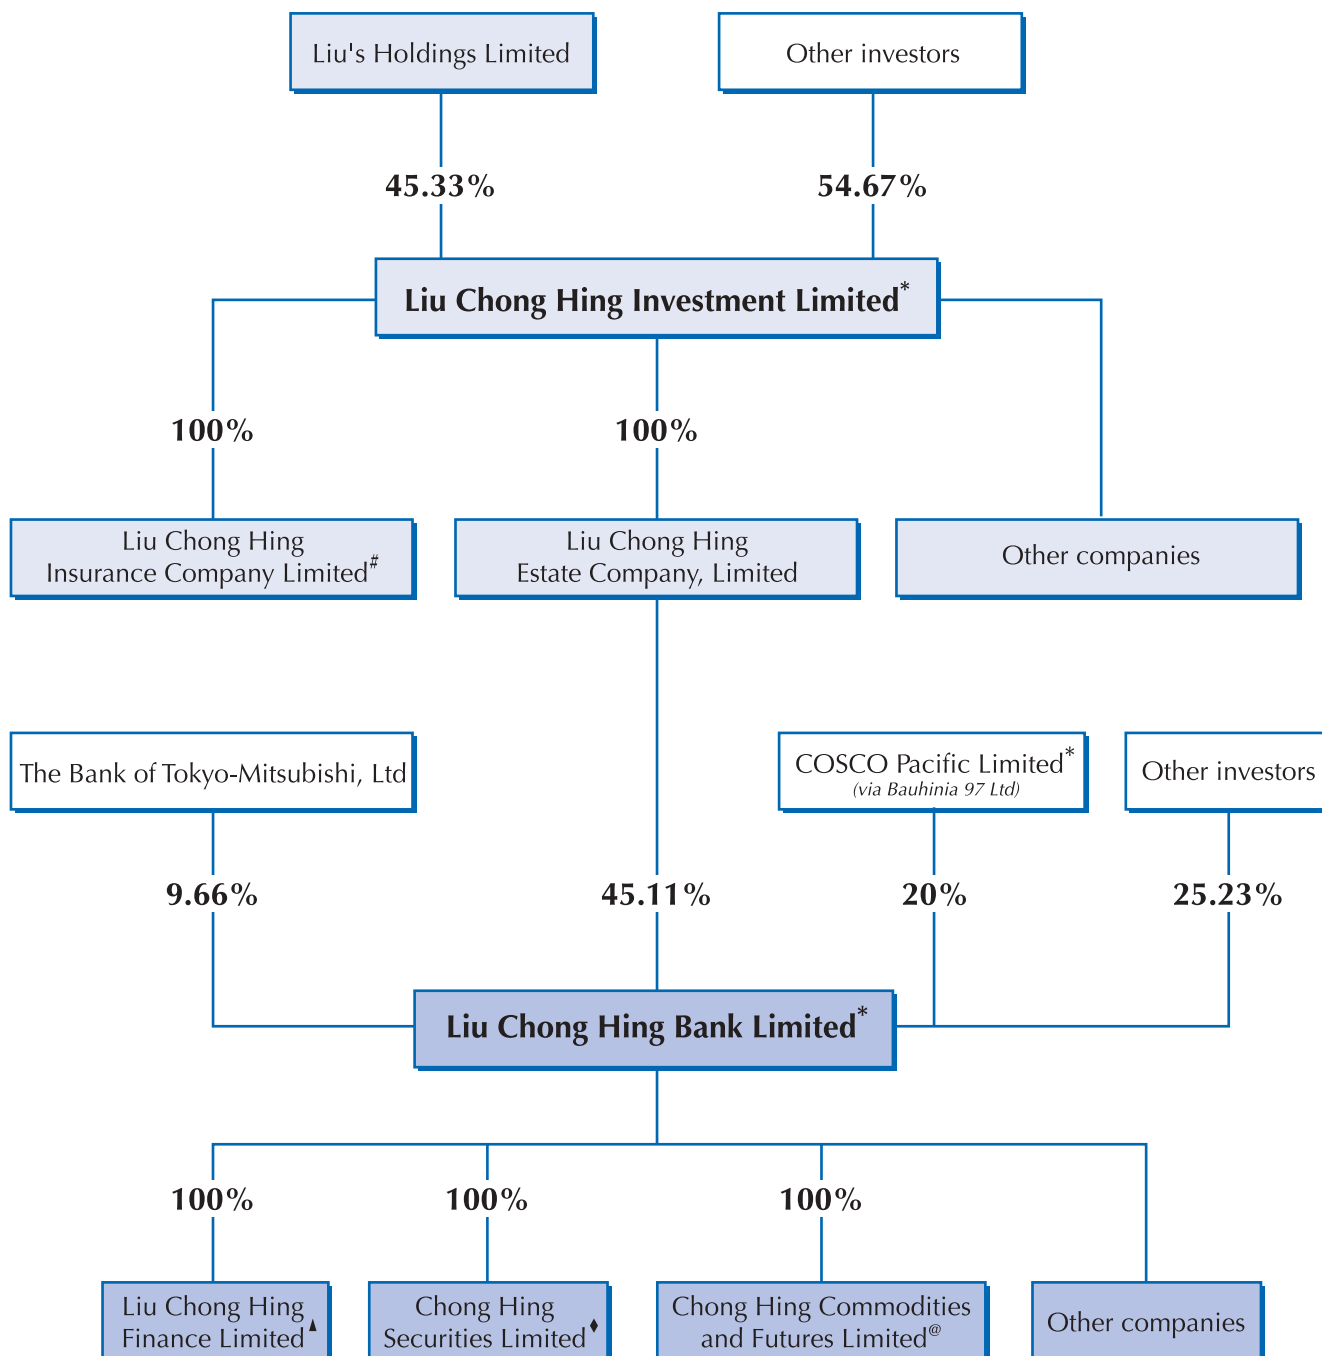 Liu's Holdings Limited
Other investors
45.33%
54.67%
Liu Chong Hing Investment Limited*
100%
100%
Liu Chong Hing
Insurance Company Limited#
Liu Chong Hing
Estate Company, Limited
Other companies
The Bank of Tokyo-Mitsubishi, Ltd
COSCO Pacific Limited*
(via Bauhinia 97 Ltd)
Other investors
9.66%
45.11%
20%
25.23%
Liu Chong Hing Bank Limited*
100%
100%
100%
Liu Chong Hing
Finance Limited▲
Chong Hing
Securities Limited♦
Chong Hing Commodities
and Futures Limited@
Other companies